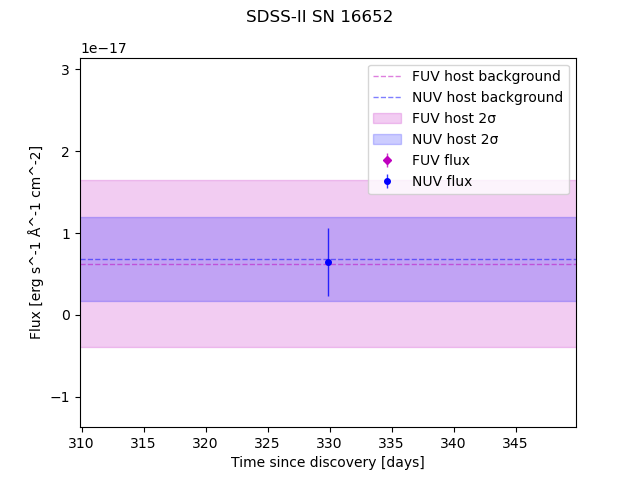 SDSS-II SN 16652
1e−17
FUV host background
NUV host background
FUV host 2σ
NUV host 2σ
FUV flux
NUV flux
3
2
1
0
−1
Flux [erg s^-1 Å^-1 cm^-2]
310 315 320 325 330 335 340 345
Time since discovery [days]